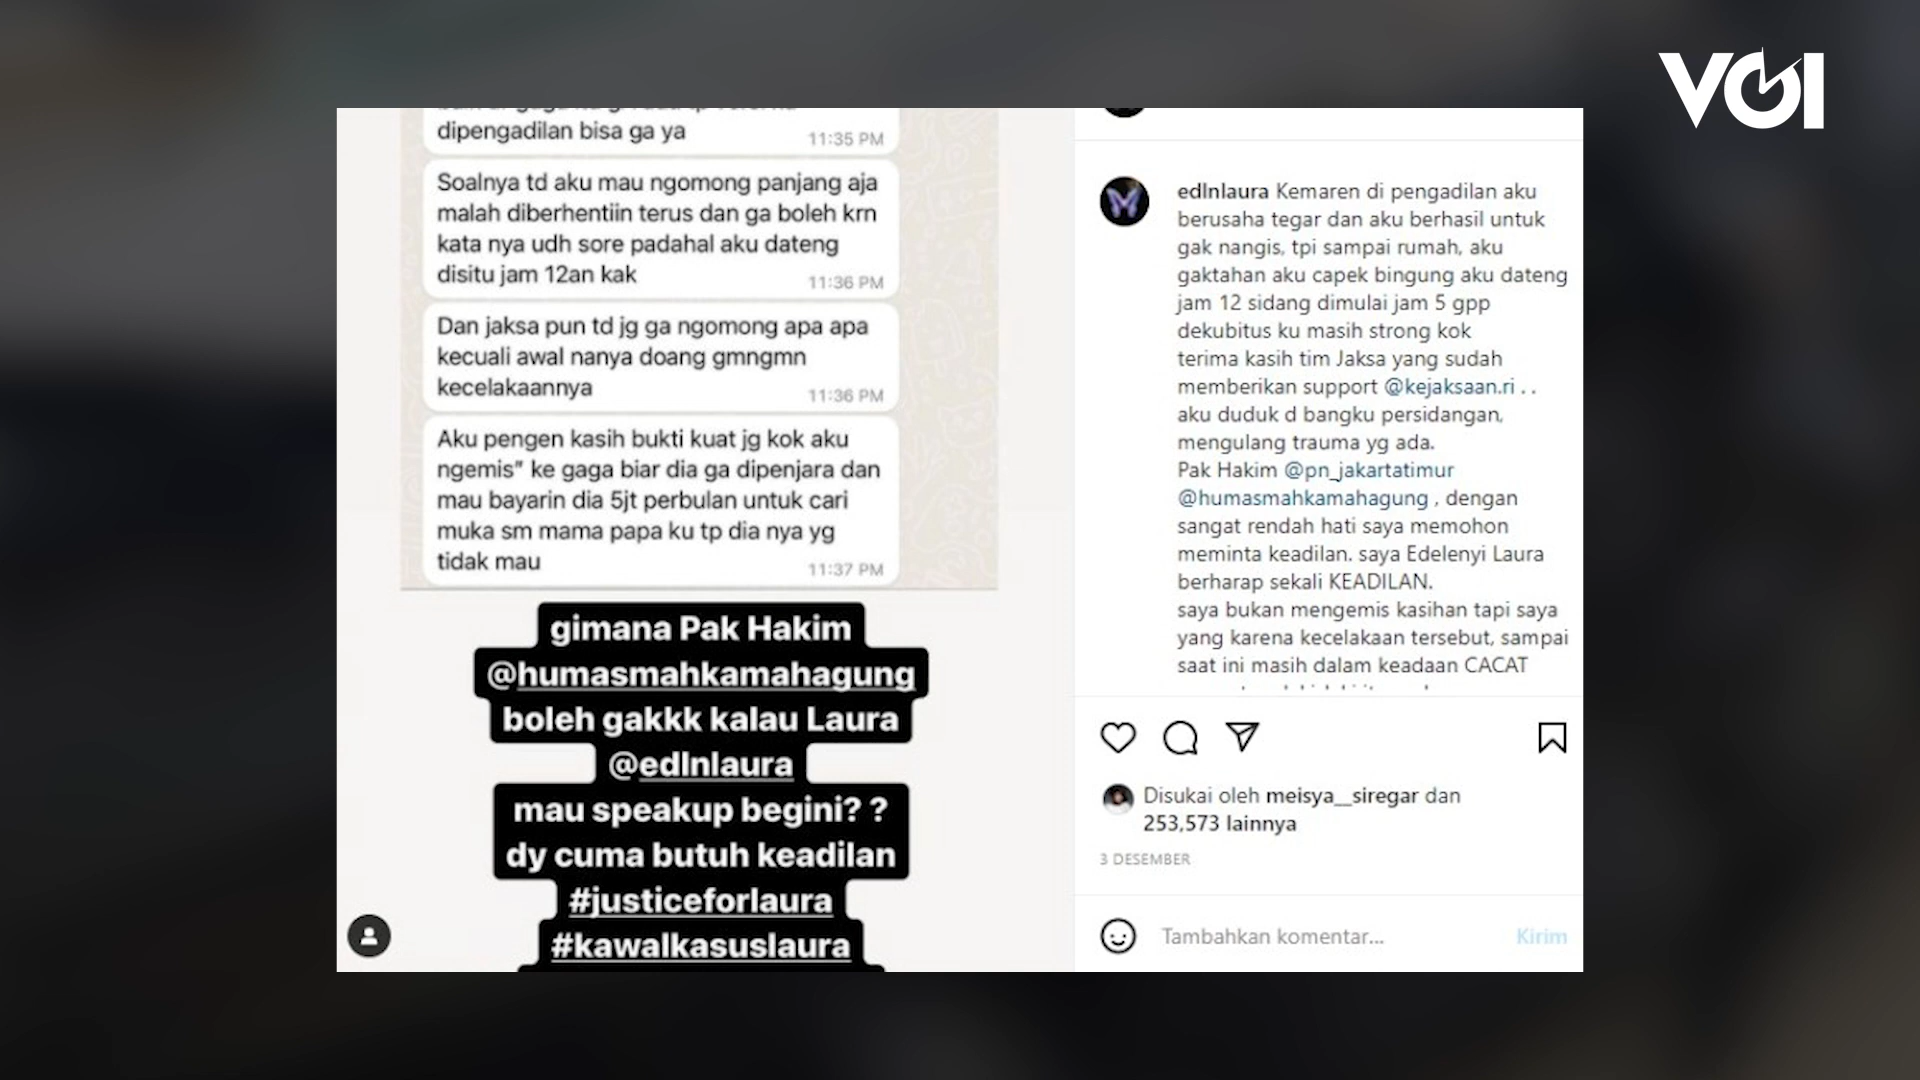 VOI
dipengadilan bisa ga ya
11:35 PM
Soalnya td aku mau ngomong panjang aja
malah diberhentiin terus dan ga boleh krn
kata nya udh sore padahal aku dateng
disitu jam 12an kak
11:36 PM
Dan jaksa pun td jg ga ngomong apa apa
kecuali awal nanya doang gmngmn
kecelakaannya
11:36 PM
Aku pengen kasih bukti kuat jg kok aku
ngemis” ke gaga biar dia ga dipenjara dan
mau bayarin dia 5jt perbulan untuk cari
muka sm mama papa ku tp dia nya yg
tidak mau
11:37 PM
gimana Pak Hakim
@humasmahkamahagung
boleh gakkk kalau Laura
@edlnlaura
mau speakup begini? ?
dy cuma butuh keadilan
#justiceforlaura
#kawalkasuslaura
edlnlaura Kemaren di pengadilan aku
berusaha tegar dan aku berhasil untuk
gak nangis, tpi sampai rumah, aku
gaktahan aku capek bingung aku dateng
jam 12 sidang dimulai jam 5 gpp
dekubitus ku masih strong kok
terima kasih tim Jaksa yang sudah
memberikan support @kejaksaan.ri . .
aku duduk d bangku persidangan,
mengulang trauma yg ada.
Pak Hakim @pn_jakartatimur
@humasmahkamahagung , dengan
sangat rendah hati saya memohon
meminta keadilan. saya Edelenyi Laura
berharap sekali KEADILAN.
saya bukan mengemis kasihan tapi saya
yang karena kecelakaan tersebut, sampai
saat ini masih dalam keadaan CACAT
Disukai oleh meisya__siregar dan
253,573 lainnya
3 DESEMBER
Tambahkan komentar...
Kirim